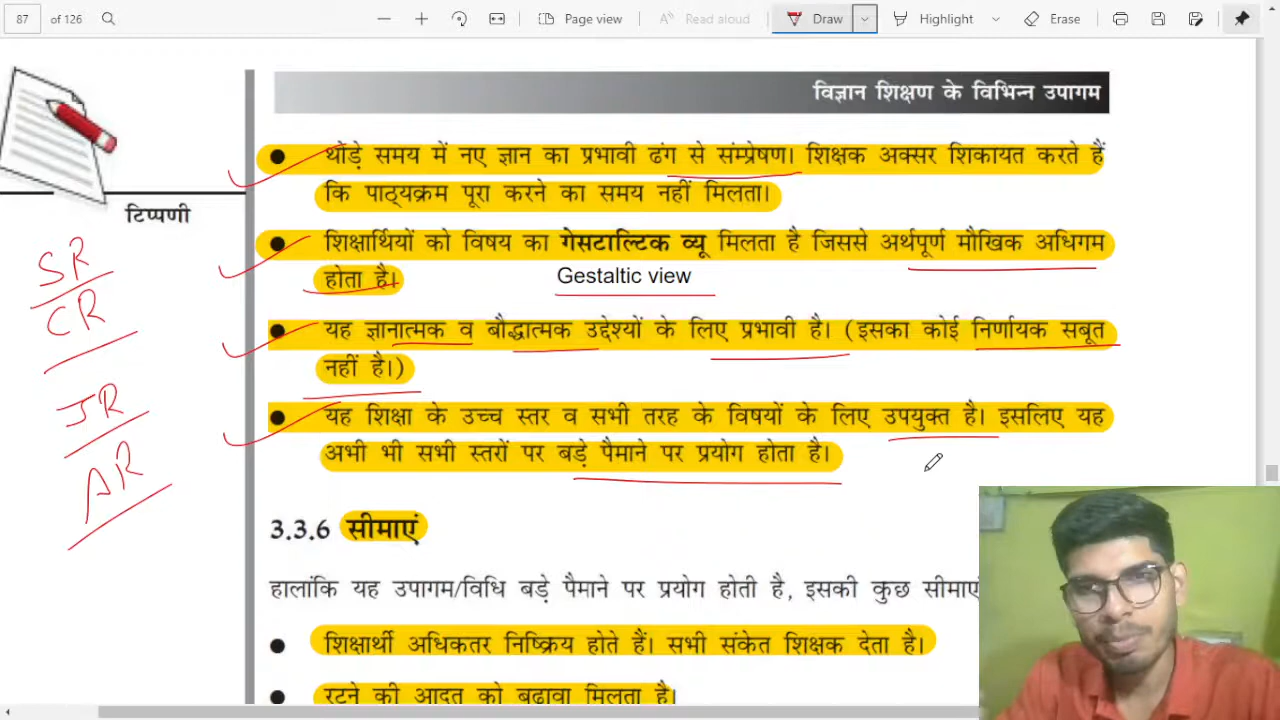 87 of 126 Page view Read aloud Draw Highlight Erase
विज्ञान शिक्षण के विभिन्न उपागम
थोड़े समय में नए ज्ञान का प्रभावी ढंग से संम्प्रेषण। शिक्षक अक्सर शिकायत करते हैं
कि पाठ्यक्रम पूरा करने का समय नहीं मिलता।
टिप्पणी
शिक्षार्थियों को विषय का गेसटाल्टिक व्यू मिलता है जिससे अर्थपूर्ण मौखिक अधिगम
होता है।
Gestaltic view
SR
CR
यह ज्ञानात्मक व बौद्धात्मक उद्देश्यों के लिए प्रभावी है। (इसका कोई निर्णायक सबूत
नहीं है।)
JR
AR
यह शिक्षा के उच्च स्तर व सभी तरह के विषयों के लिए उपयुक्त है। इसलिए यह
अभी भी सभी स्तरों पर बड़े पैमाने पर प्रयोग होता है।
3.3.6 सीमाएं
हालांकि यह उपागम/विधि बड़े पैमाने पर प्रयोग होती है, इसकी कुछ सीमाएं
शिक्षार्थी अधिकतर निष्क्रिय होते हैं। सभी संकेत शिक्षक देता है।
रटने की आदत को बढ़ावा मिलता है।